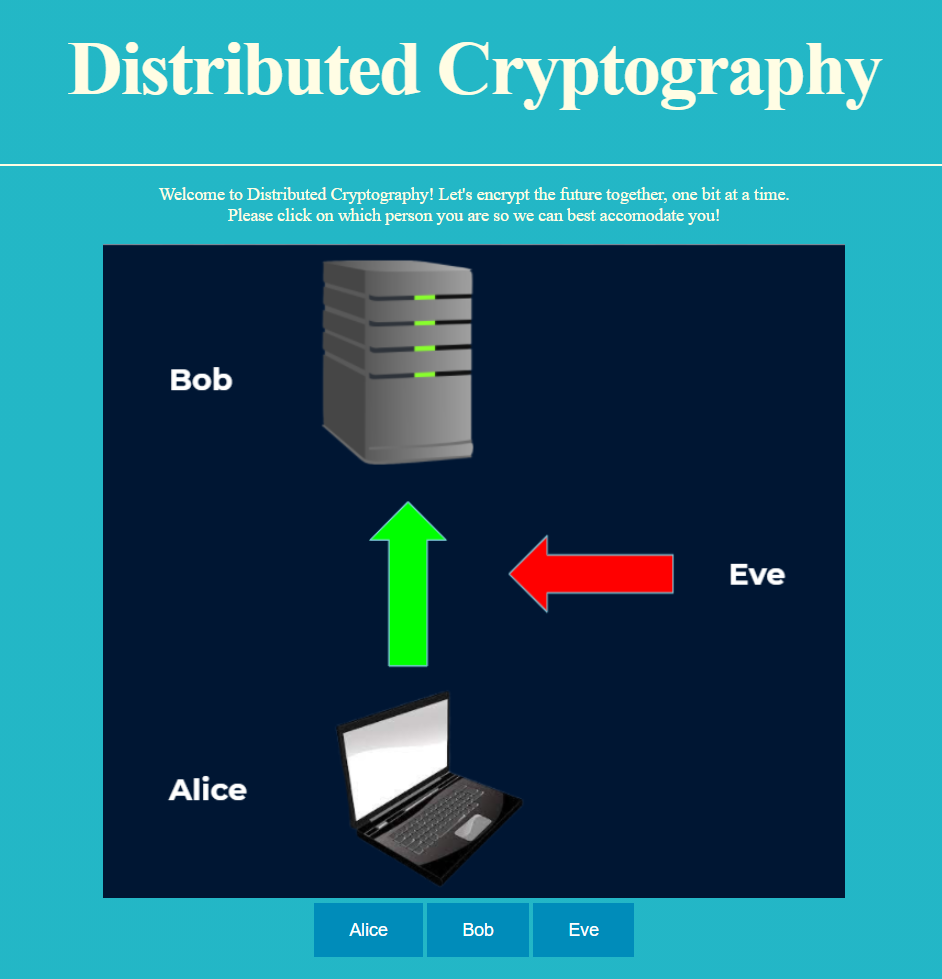 Distributed Cryptography
Welcome to Distributed Cryptography! Let's encrypt the future together, one bit at a time.
Please click on which person you are so we can best accomodate you!
Bob
Eve
Alice
Alice
Bob
Eve